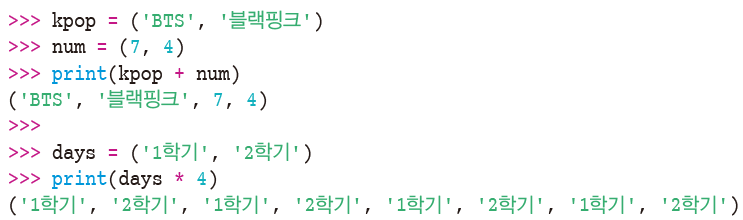 >>> kpop = ('BTS', '블랙핑크')
>>> num = (7, 4)
>>> print(kpop + num)
('BTS', '블랙핑크', 7, 4)
>>>
>>> days = ('1학기', '2학기')
>>> print(days * 4)
('1학기', '2학기', '1학기', '2학기', '1학기', '2학기', '1학기', '2학기')